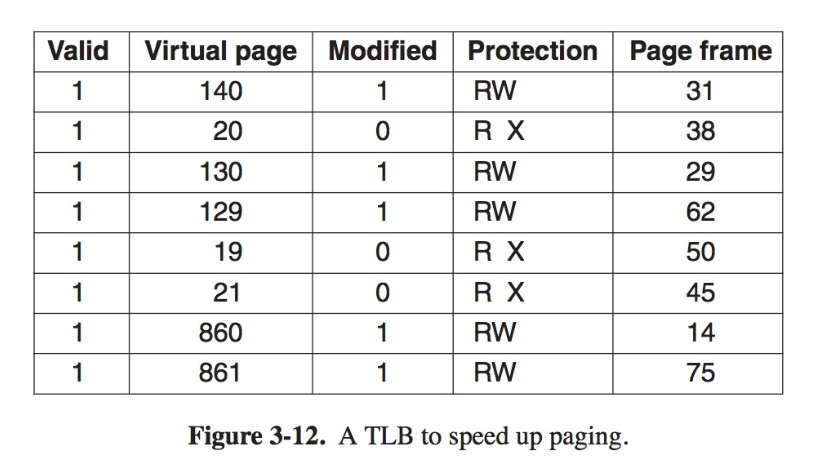 Valid Virtual page Modified Protection Page frame
1 140 1 RW 31
1 20 0 R X 38
1 130 1 RW 29
1 129 1 RW 62
1 19 0 R X 50
1 21 0 R X 45
1 860 1 RW 14
1 861 1 RW 75
Figure 3-12. A TLB to speed up paging.